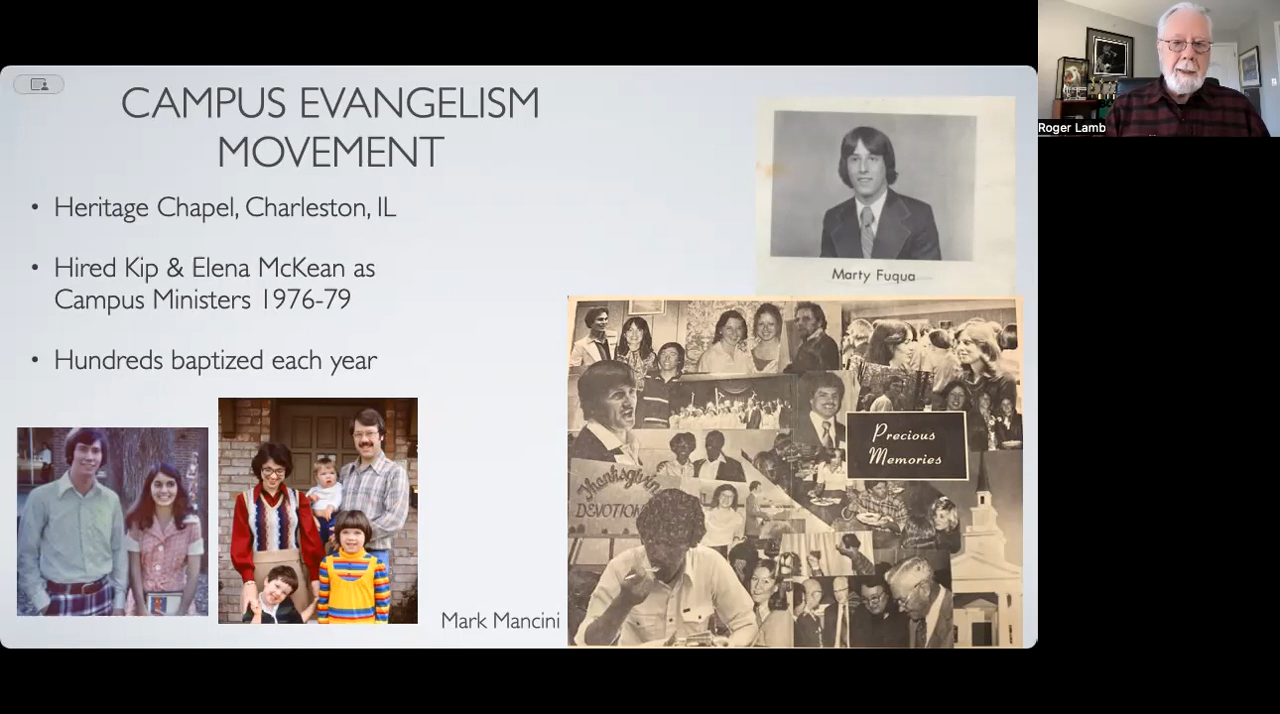 CAMPUS EVANGELISM
MOVEMENT
• Heritage Chapel, Charleston, IL
• Hired Kip & Elena McKean as
Campus Ministers 1976-79
• Hundreds baptized each year
Mark Mancini
Marty Fuqua
Precious
Memories
Thanksgivin
DEVOTION
Roger Lamb